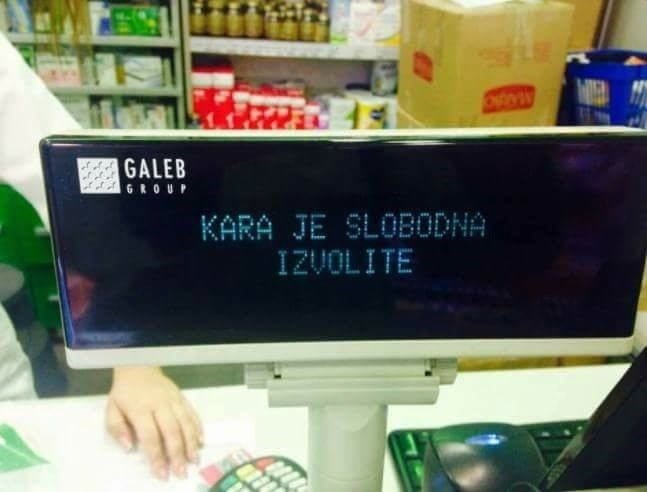 GALEB
GROUP
KARA JE SLOBODNA
IZVOLITE